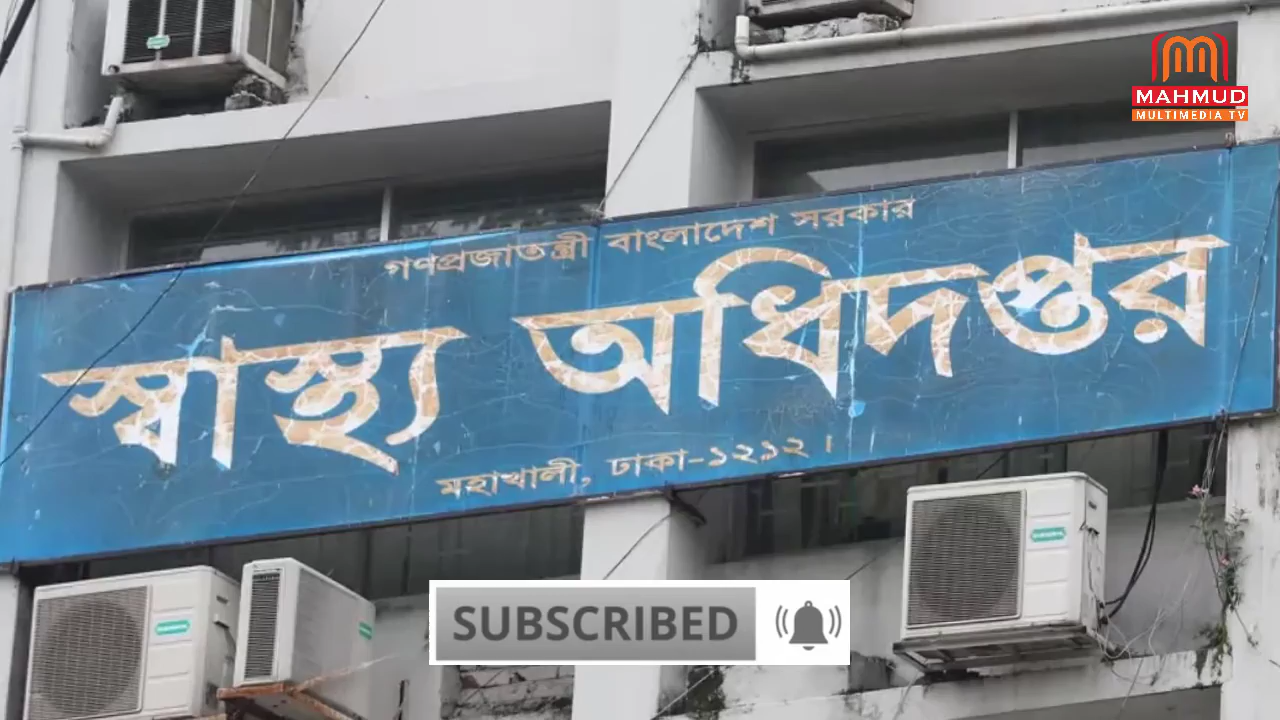 MAHMUD
MULTIMEDIA TV
গণপ্রজাতন্ত্রী বাংলাদেশ সরকার
স্বাস্থ্য অধিদপ্তর
মহাখালী, ঢাকা-১২১২।
SUBSCRIBED